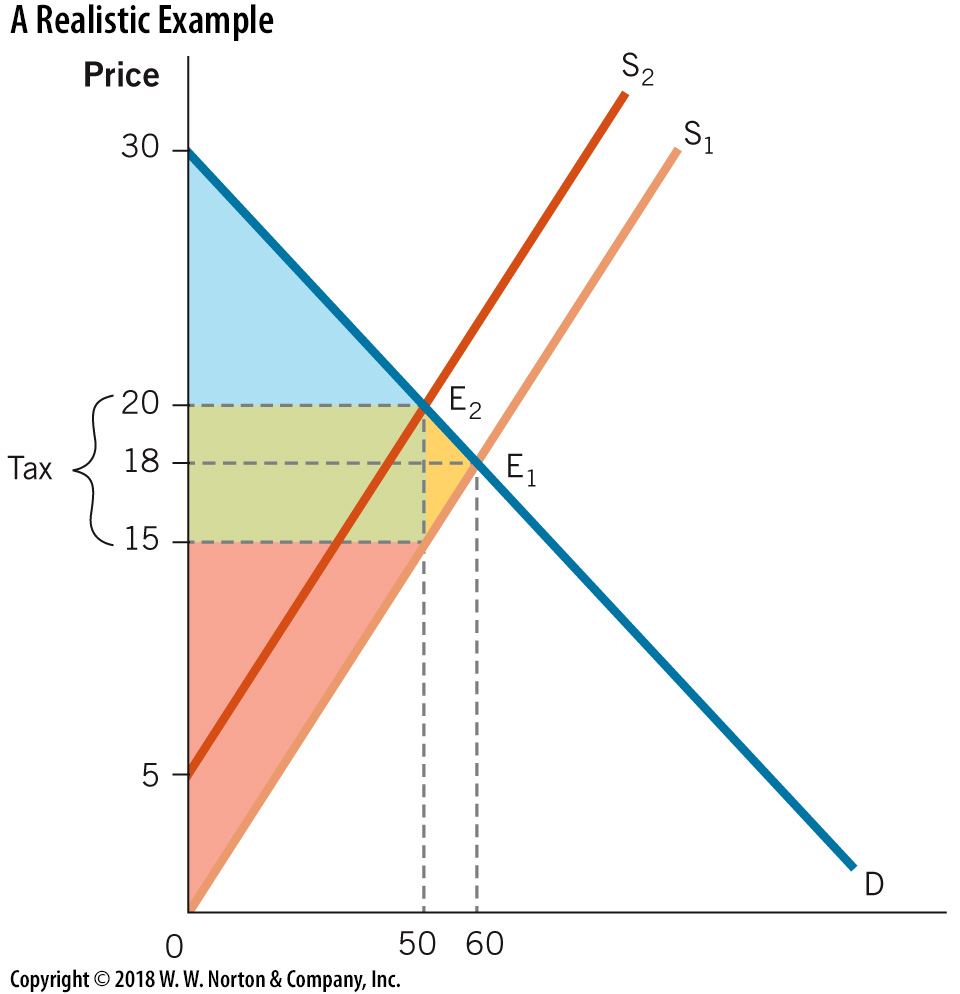 A Realistic Example
Price
S₂
S₁
30
20
E₂
Tax
18
E₁
15
5
D
0
50 60
Copyright © 2018 W. W. Norton & Company, Inc.